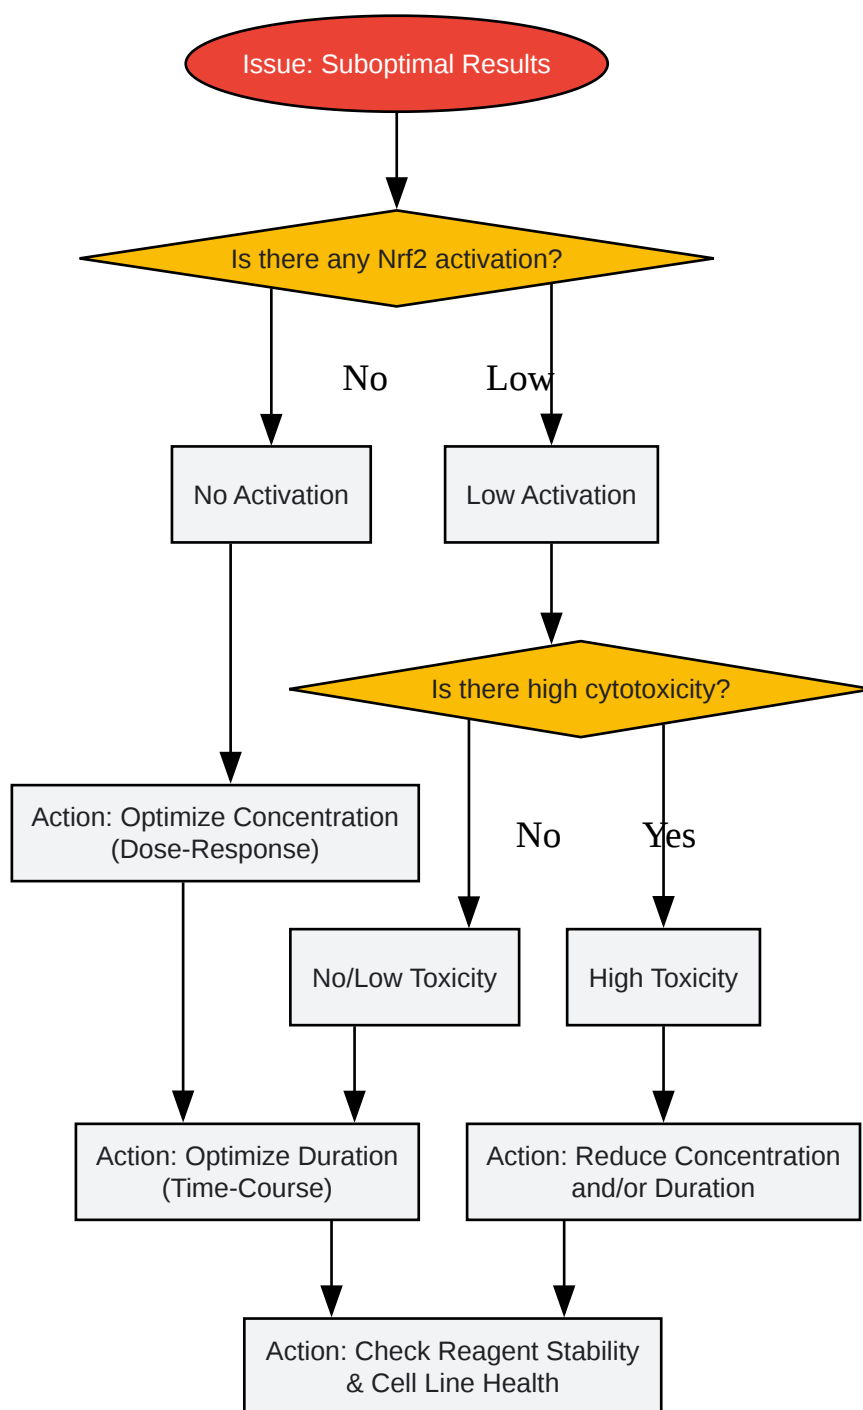 Issue: Suboptimal Results
Is there any Nrf2 activation?
No
Low
No Activation
Low Activation
Is there high cytotoxicity?
Action: Optimize Concentration
(Dose-Response)
No
Yes
No/Low Toxicity
High Toxicity
Action: Optimize Duration
(Time-Course)
Action: Reduce Concentration
and/or Duration
Action: Check Reagent Stability
& Cell Line Health